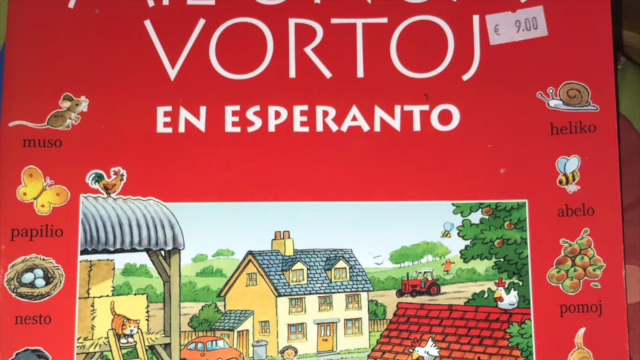 VORTOJ
€ 9.00
EN ESPERANTO
muso
heliko
papilio
abelo
nesto
pomoj